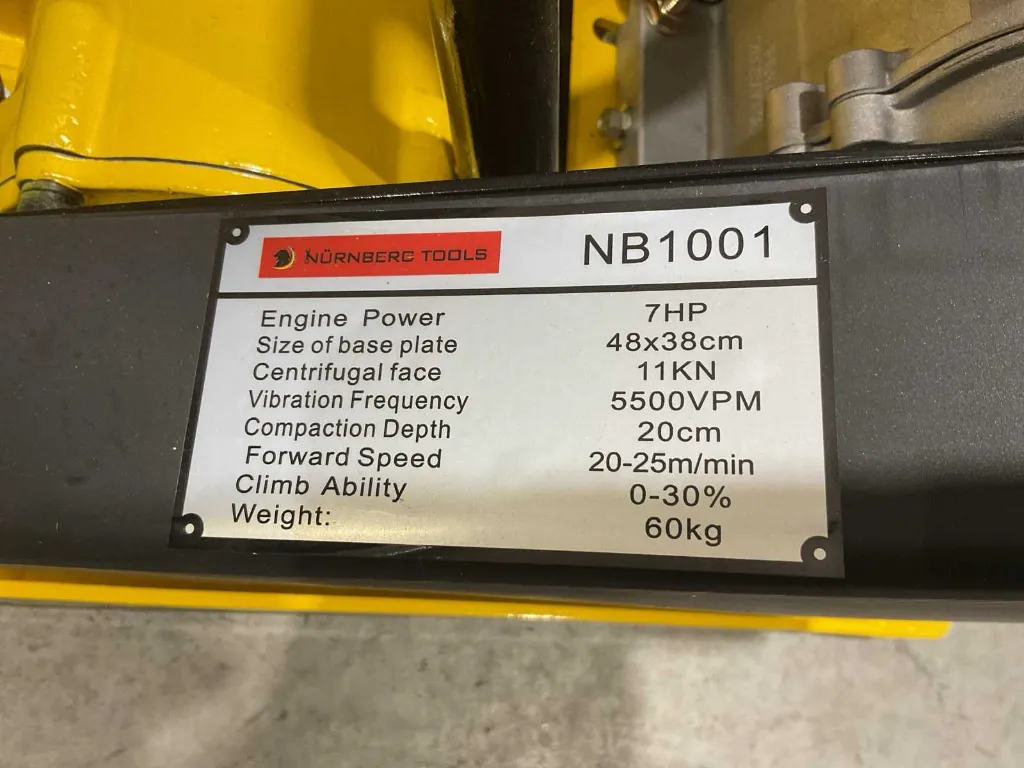 NÜRNBERG TOOLS NB1001
Engine Power 7HP
Size of base plate 48x38cm
Centrifugal face 11KN
Vibration Frequency 5500VPM
Compaction Depth 20cm
Forward Speed 20-25m/min
Climb Ability 0-30%
Weight: 60kg